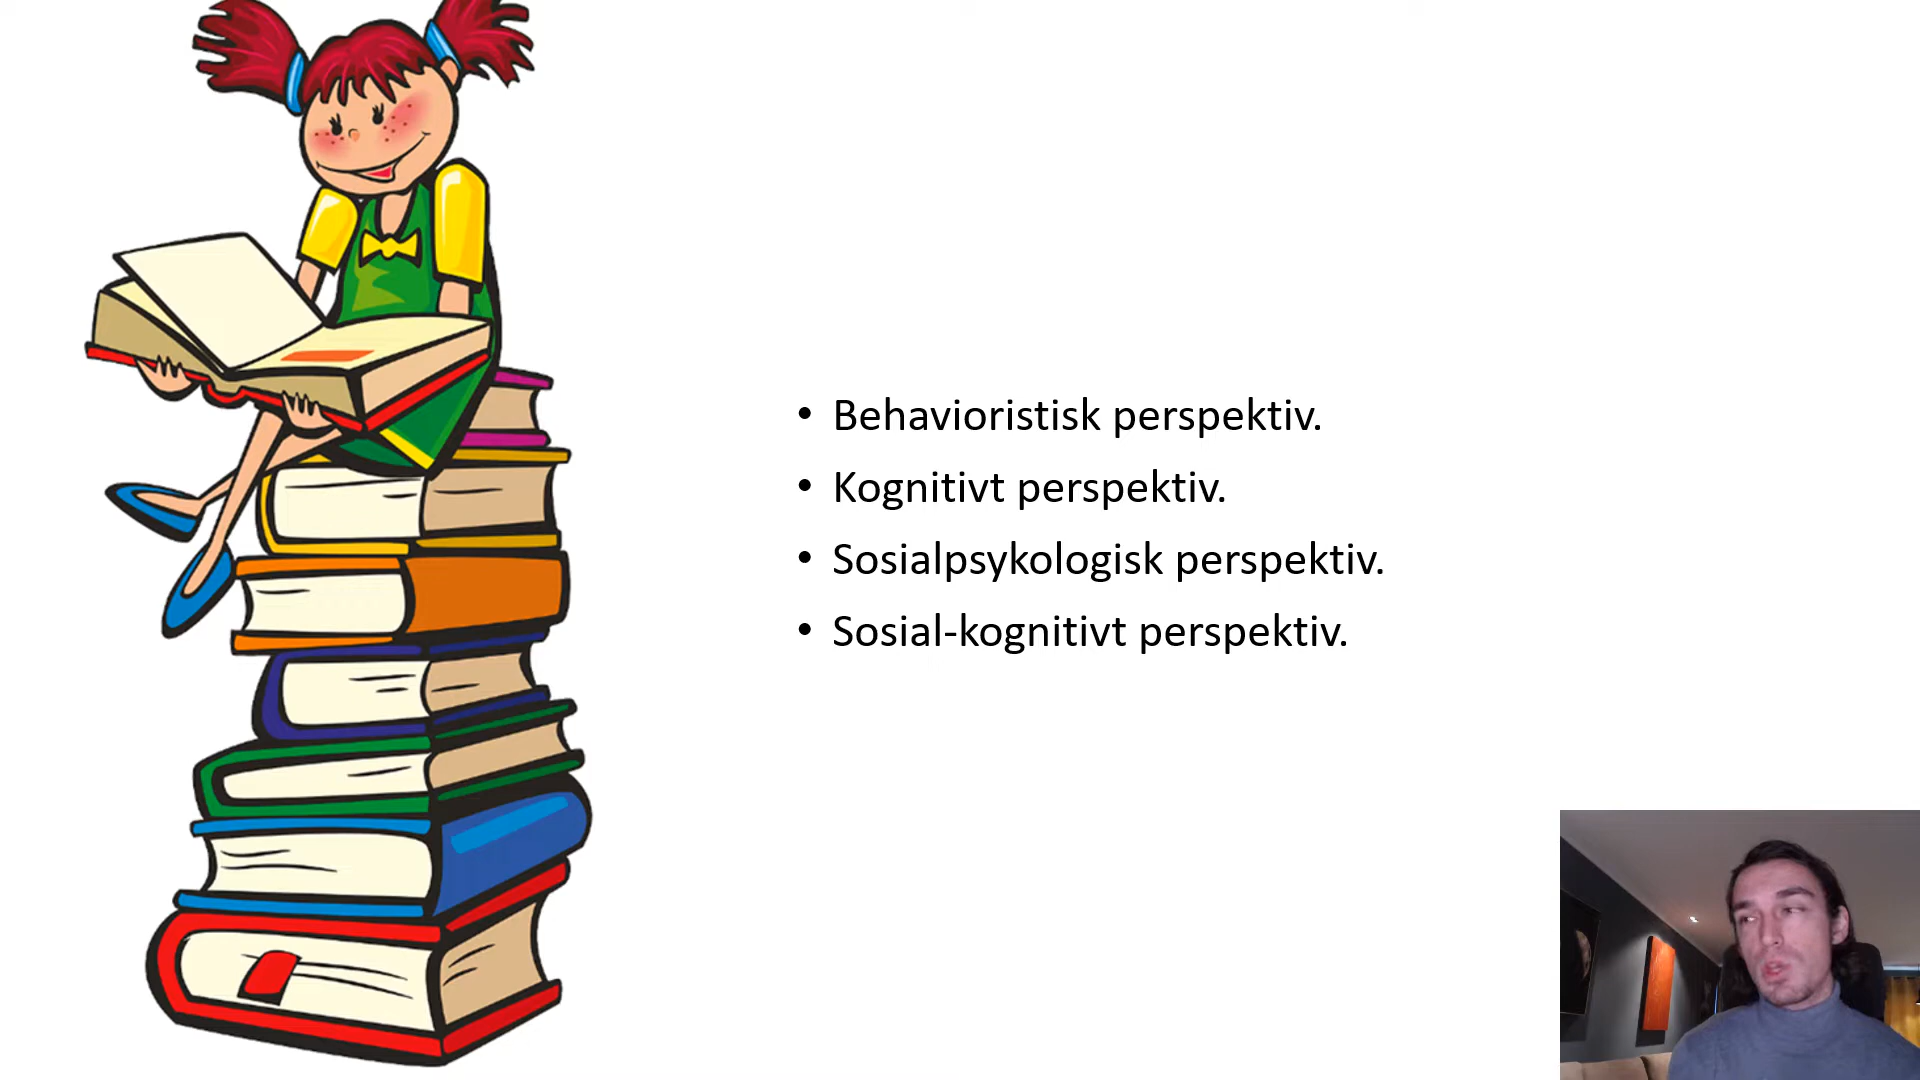 • Behavioristisk perspektiv.
• Kognitivt perspektiv.
• Sosialpsykologisk perspektiv.
• Sosial-kognitivt perspektiv.